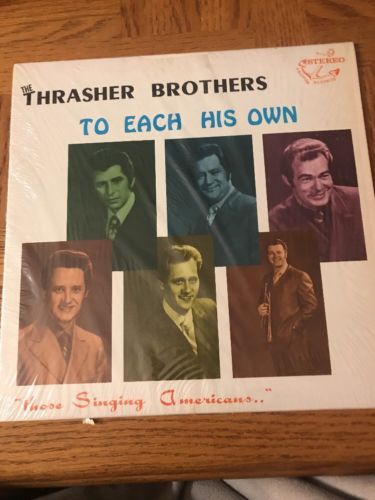 THE
THRASHER BROTHERS
STEREO
TO EACH HIS OWN
"Those Singing Americans.."